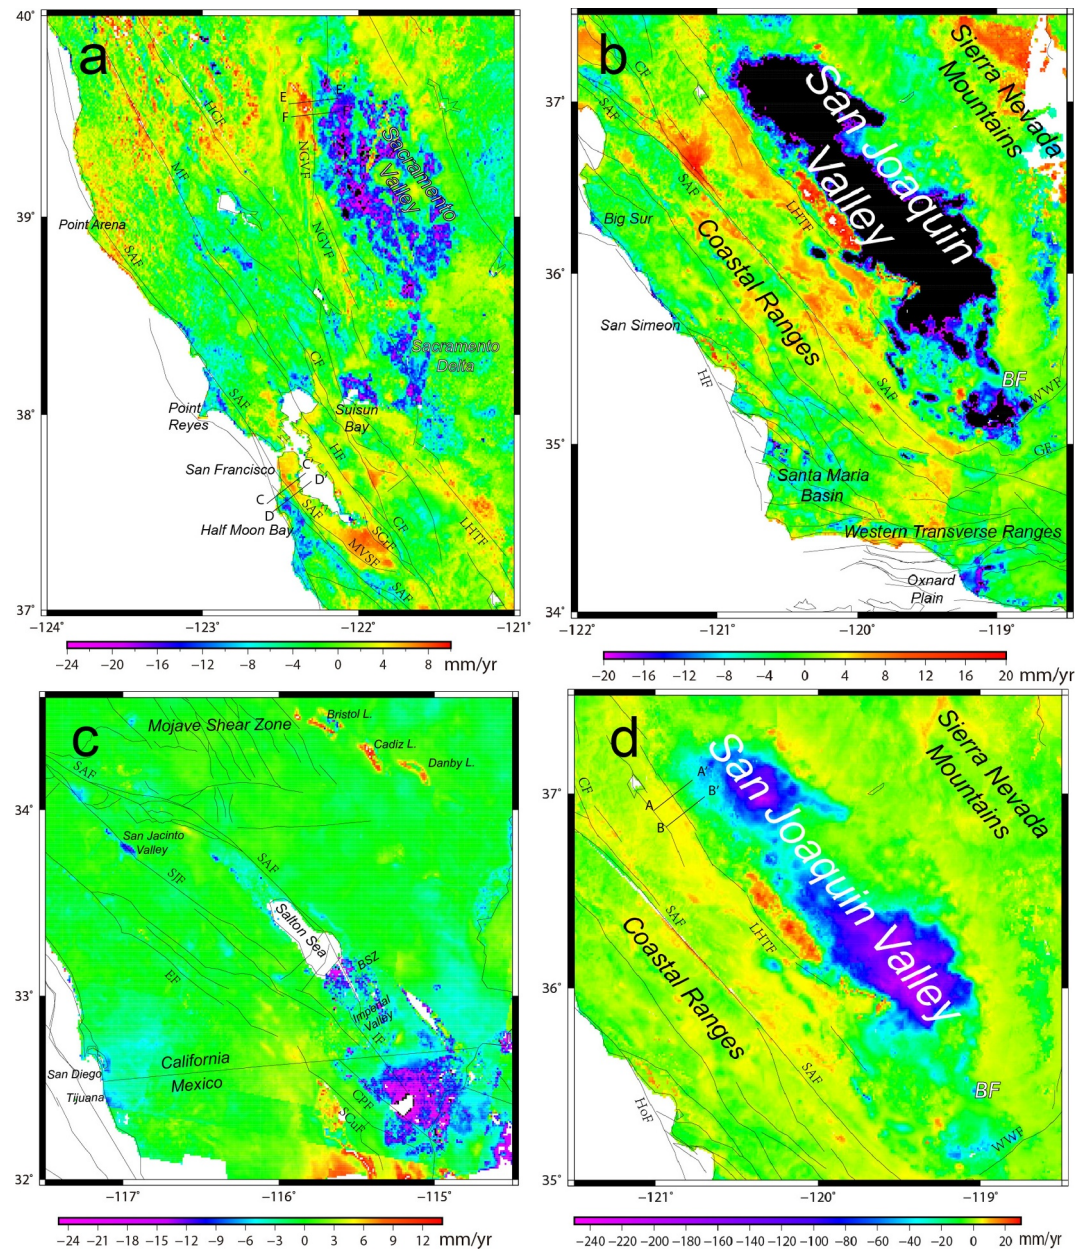 a
40°
39°
38°
37°
−124°
−123°
−122°
−121°
HCF
MF
E
E'
F
NGVF
NGVF
Sacramento
Valley
Point Arena
SAF
Sacramento
Delta
CF
Point
Reyes
SAF
Suisun
Bay
HF
San Francisco
C'
D'
C
D
SAF
Half Moon Bay
MVSF
CF
LHTF
SAF
−24
−20
−16
−12
−8
−4
0
4
8
mm/yr
b
37°
36°
35°
34°
−122°
−121°
−120°
−119°
CF
SAF
San Joaquin
Valley
Sierra Nevada
Mountains
SAF
LHTF
Big Sur
Coastal Ranges
San Simeon
HF
SAF
BF
WWF
GF
Santa Maria
Basin
Western Transverse Ranges
Oxnard
Plain
−20
−16
−12
−8
−4
0
4
8
12
16
20
mm/yr
c
34°
33°
32°
−117°
−116°
−115°
Mojave Shear Zone
Bristol L.
Cadiz L.
Danby L.
SAF
San Jacinto
Valley
SJF
SAF
Salton Sea
BSZ
EF
Imperial
Valley
IF
California
Mexico
San Diego
Tijuana
CPF
SCuF
−24
−21
−18
−15
−12
−9
−6
−3
0
3
6
9
12
mm/yr
d
37°
36°
35°
−121°
−120°
−119°
CF
A
A'
B
B'
San Joaquin Valley
Sierra Nevada
Mountains
SAF
LHTF
Coastal Ranges
SAF
HoF
BF
WWF
−240
−220
−200
−180
−160
−140
−120
−100
−80
−60
−40
−20
0
20
mm/yr